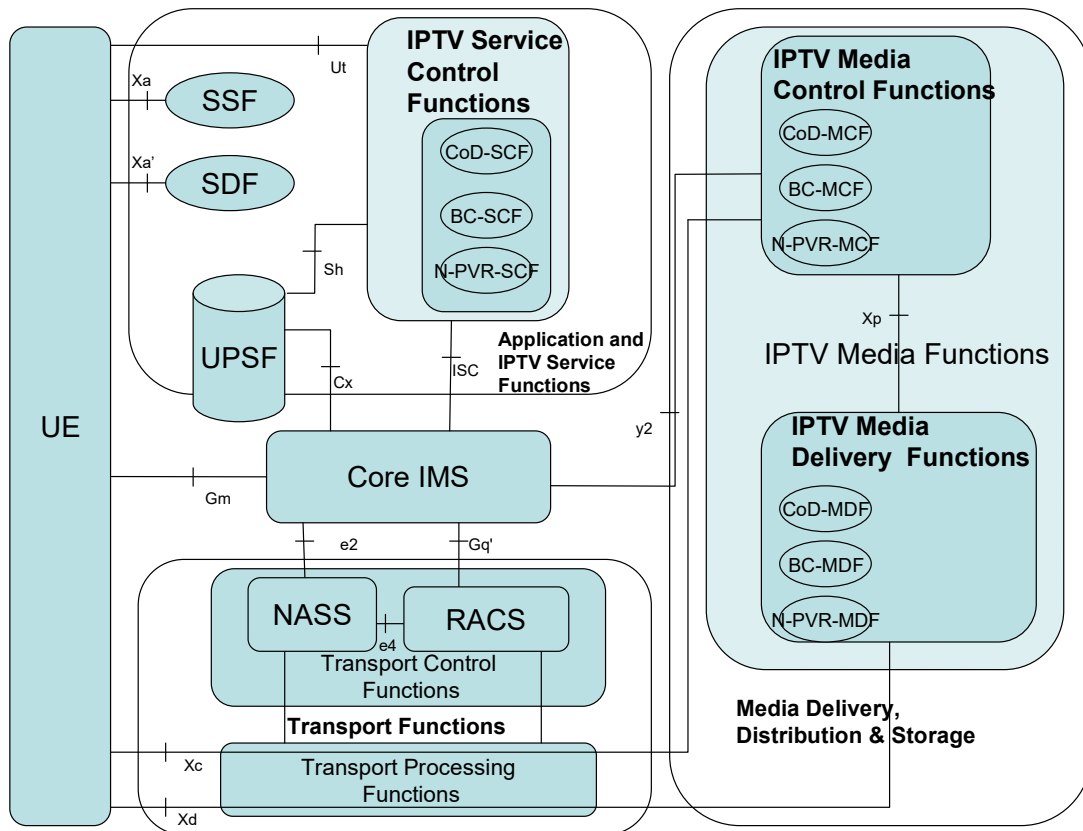 UE
Xa
SSF
Xa'
SDF
Ut
IPTV Service
Control
Functions
CoD-SCF
BC-SCF
N-PVR-SCF
Sh
UPSF
Cx
ISC
Application and
IPTV Service
Functions
Gm
Core IMS
y2
e2
Gq'
NASS
e4
RACS
Transport Control
Functions
Transport Functions
Transport Processing
Functions
Xc
Xd
IPTV Media
Control Functions
CoD-MCF
BC-MCF
N-PVR-MCF
Xp
IPTV Media Functions
IPTV Media
Delivery Functions
CoD-MDF
BC-MDF
N-PVR-MDF
Media Delivery,
Distribution & Storage